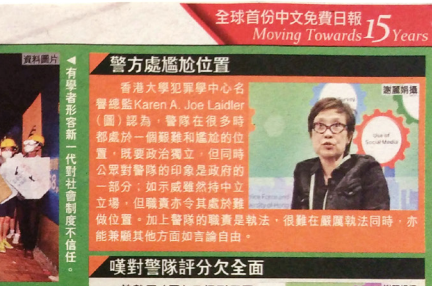 全球首份中文免費日報
Moving Towards 15 Years
資料圖片
◀有學者形容新一代對社會制度不信任。
警方處尷尬位置
謝鳳娟攝
香港大學犯罪學中心名
譽總監Karen A. Joe Laidler
(圖)認為，警隊在很多時
都處於一個艱難和尷尬的位
置，既要政治獨立，但同時
公眾對警隊的印象是政府的
一部分；如示威雖然持中立
立場，但職責亦令其處於難
做位置。加上警隊的職責是執法，很難在嚴厲執法同時，亦
能兼顧其他方面如言論自由。
Use of
Social Media
嘆對警隊評分欠全面